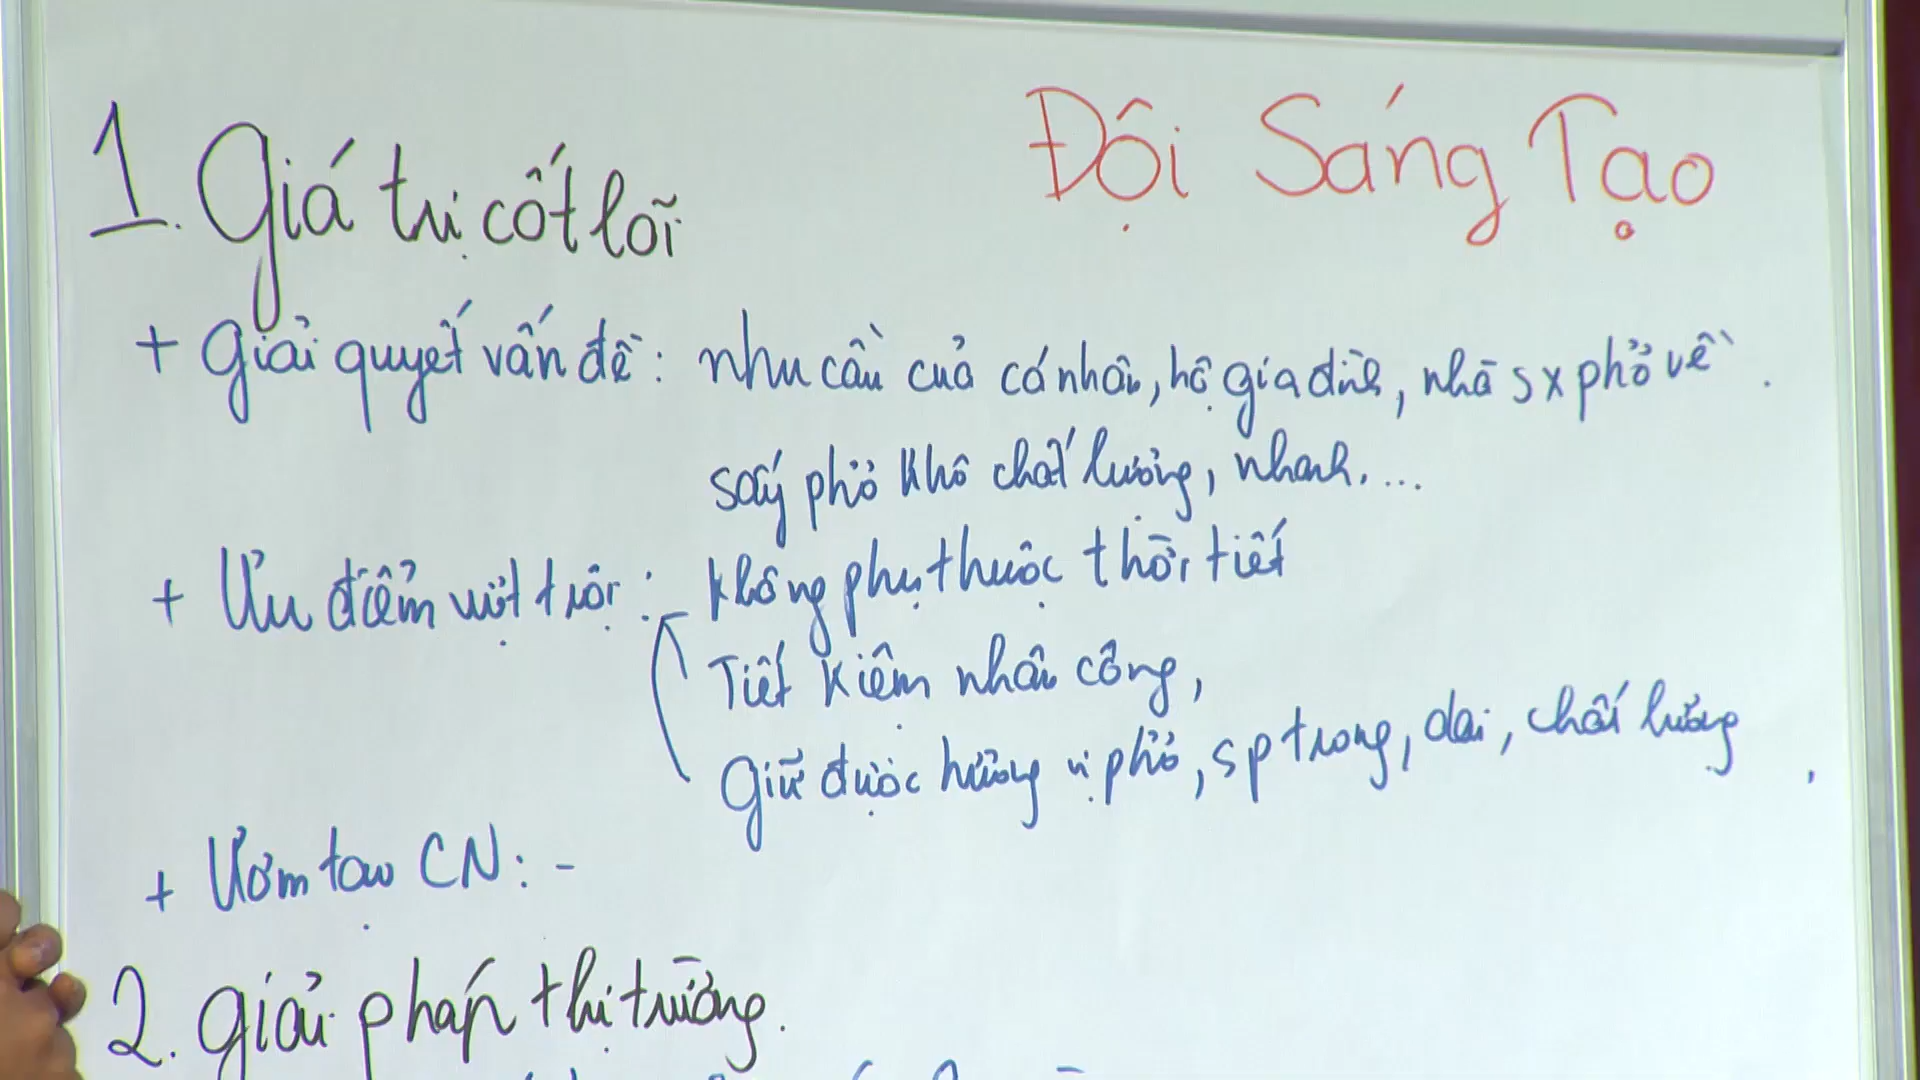 Đội Sáng Tạo
1. Giá trị cốt lõi
+ Giải quyết vấn đề: nhu cầu của cá nhân, hộ gia đình, nhà sx phở về
sấy phở khô chất lượng, nhanh,...
+ Ưu điểm vượt trội: không phụ thuộc thời tiết
Tiết kiệm nhân công,
Giữ được hương vị phở, sp trong, dai, chất lượng
+ Ươm tạo CN: -
2. Giải pháp thị trường.